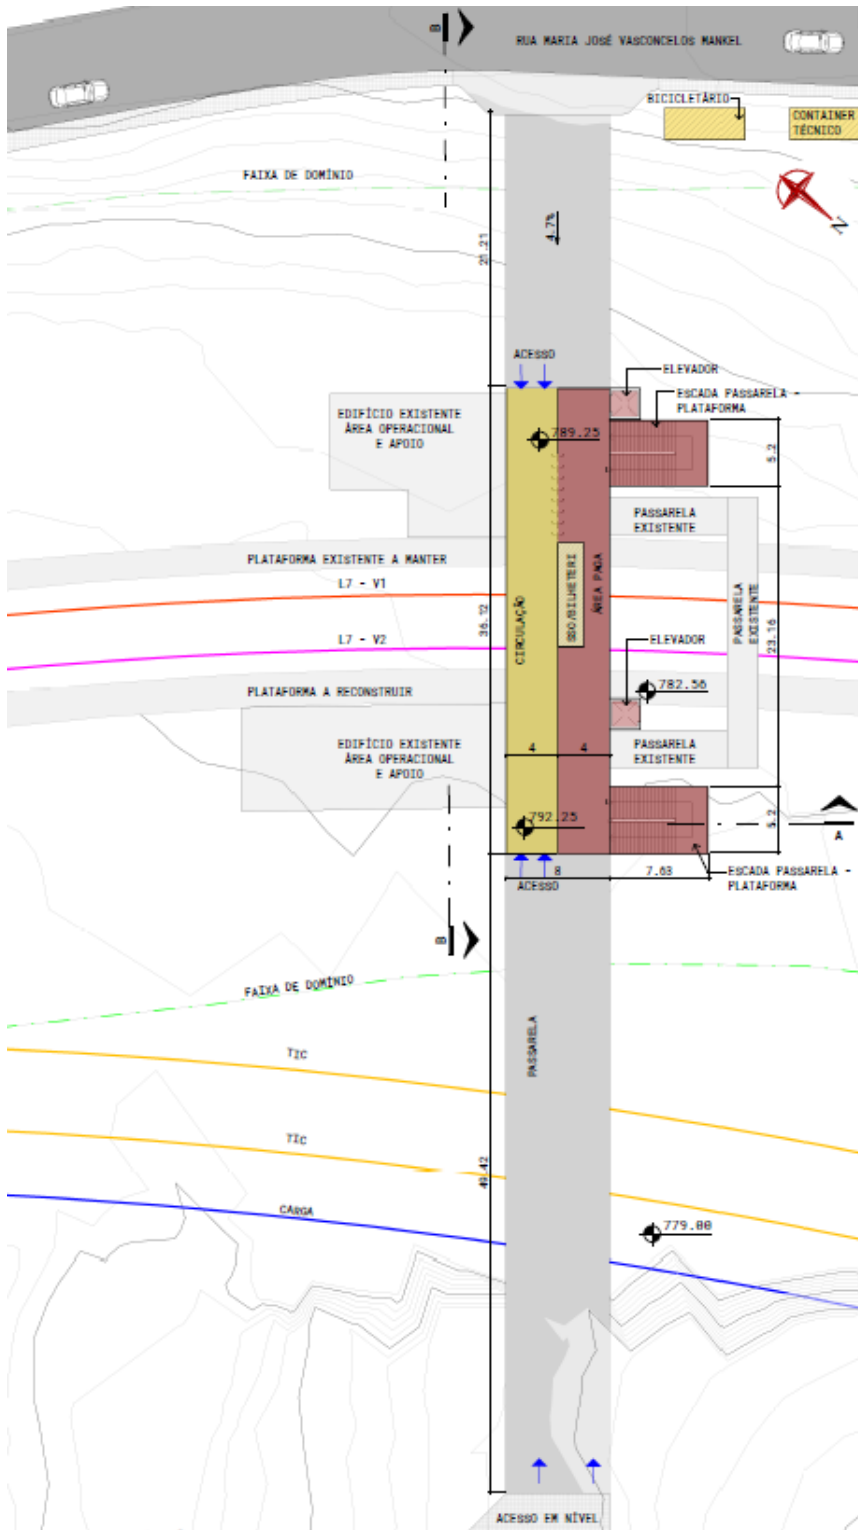 B
RUA MARIA JOSÉ VASCONCELOS MANKEL
BICICLETÁRIO
CONTAINER
TÉCNICO
FAIXA DE DOMÍNIO
N
4.7%
21.21
ACESSO
ELEVADOR
ESCADA PASSARELA -
PLATAFORMA
EDIFÍCIO EXISTENTE
ÁREA OPERACIONAL
E APOIO
789.25
5.2
PASSARELA
EXISTENTE
PLATAFORMA EXISTENTE A MANTER
L7 - V1
36.12
CIRCULAÇÃO
SSO/BILHETERI
ÁREA PAGA
PASSARELA
EXISTENTE
23.16
L7 - V2
ELEVADOR
PLATAFORMA A RECONSTRUIR
782.56
EDIFÍCIO EXISTENTE
ÁREA OPERACIONAL
E APOIO
4
4
PASSARELA
EXISTENTE
792.25
5.2
A
8
7.63
ESCADA PASSARELA -
PLATAFORMA
ACESSO
B
FAIXA DE DOMÍNIO
PASSARELA
TIC
TIC
49.42
CARGA
779.80
ACESSO EM NÍVEL